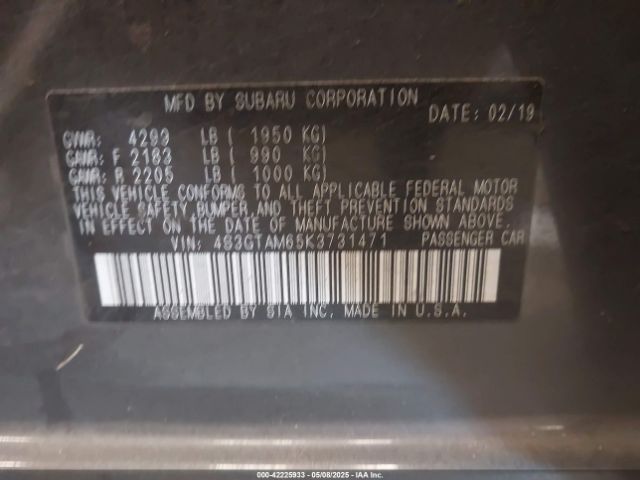 MFD BY SUBARU CORPORATION
DATE: 02/19
GVWR: 4299 LB ( 1950 KG)
GAWR: F 2183 LB ( 990 KG)
GAWR: R 2205 LB ( 1000 KG)
THIS VEHICLE CONFORMS TO ALL APPLICABLE FEDERAL MOTOR
VEHICLE SAFETY, BUMPER, AND THEFT PREVENTION STANDARDS
IN EFFECT ON THE DATE OF MANUFACTURE SHOWN ABOVE.
VIN: 4S3GTAM65K3731471 PASSENGER CAR
ASSEMBLED BY SIA INC. MADE IN U.S.A.
000-42225933 - 05/08/2025 - IAAI.com